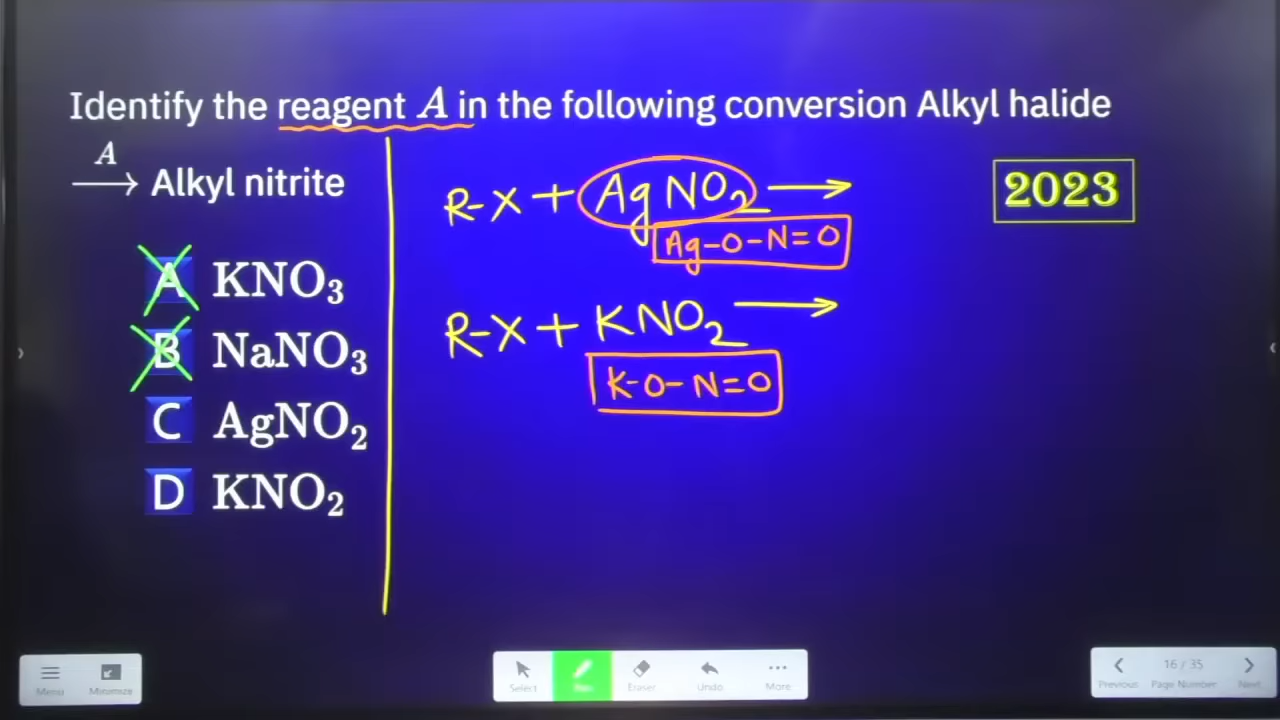 Identify the reagent A in the following conversion Alkyl halide
A
⟶ Alkyl nitrite
2023
A KNO₃
B NaNO₃
C AgNO₂
D KNO₂
R-X + AgNO₂ ⟶
Ag-O-N=O
R-X + KNO₂ ⟶
K-O-N=O
Menu
Minimize
Select
Pen
Eraser
Undo
More
Previous
16 / 35
Page Number
Next